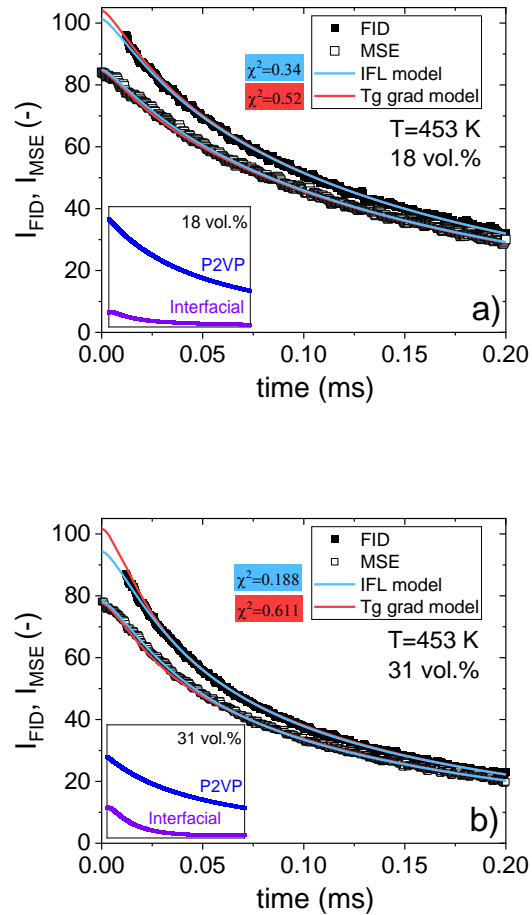 100
80
60
40
20
0
I_FID, I_MSE (-)
FID
MSE
IFL model
Tg grad model
χ²=0.34
χ²=0.52
T=453 K
18 vol.%
18 vol.%
P2VP
Interfacial
a)
0.00 0.05 0.10 0.15 0.20
time (ms)
100
80
60
40
20
0
I_FID, I_MSE (-)
FID
MSE
IFL model
Tg grad model
χ²=0.188
χ²=0.611
T=453 K
31 vol.%
31 vol.%
P2VP
Interfacial
b)
0.00 0.05 0.10 0.15 0.20
time (ms)